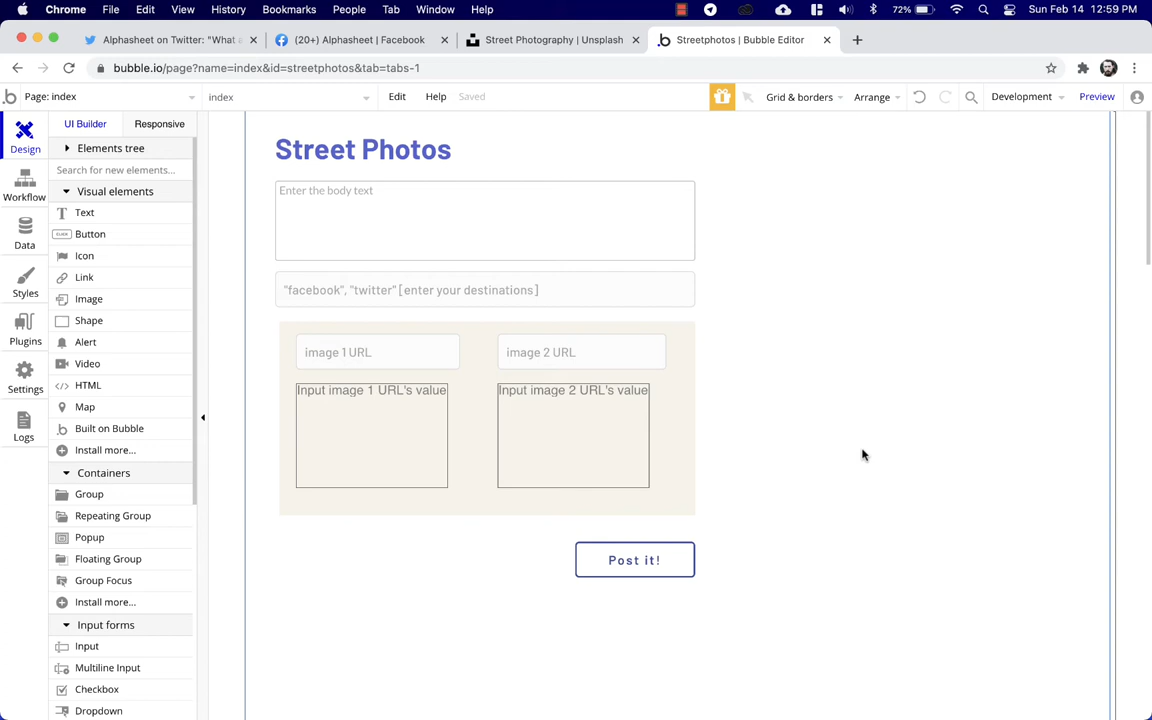 Chrome File Edit View History Bookmarks People Tab Window Help 72% Sun Feb 14 12:59 PM
Alphasheet on Twitter: "What a
(20+) Alphasheet | Facebook
Street Photography | Unsplash
Streetphotos | Bubble Editor
bubble.io/page?name=index&id=streetphotos&tab=tabs-1
Page: index
index
Edit Help Saved
Grid & borders
Arrange
Development
Preview
Design
Workflow
Data
Styles
Plugins
Settings
Logs
UI Builder
Responsive
Elements tree
Search for new elements...
Visual elements
Text
CLICK Button
Icon
Link
Image
Shape
Alert
Video
</> HTML
Map
Built on Bubble
Install more...
Containers
Group
Repeating Group
Popup
Floating Group
Group Focus
Install more...
Input forms
Input
Multiline Input
Checkbox
Dropdown
Street Photos
Enter the body text
"facebook", "twitter" [enter your destinations]
image 1 URL
image 2 URL
Input image 1 URL's value
Input image 2 URL's value
Post it!